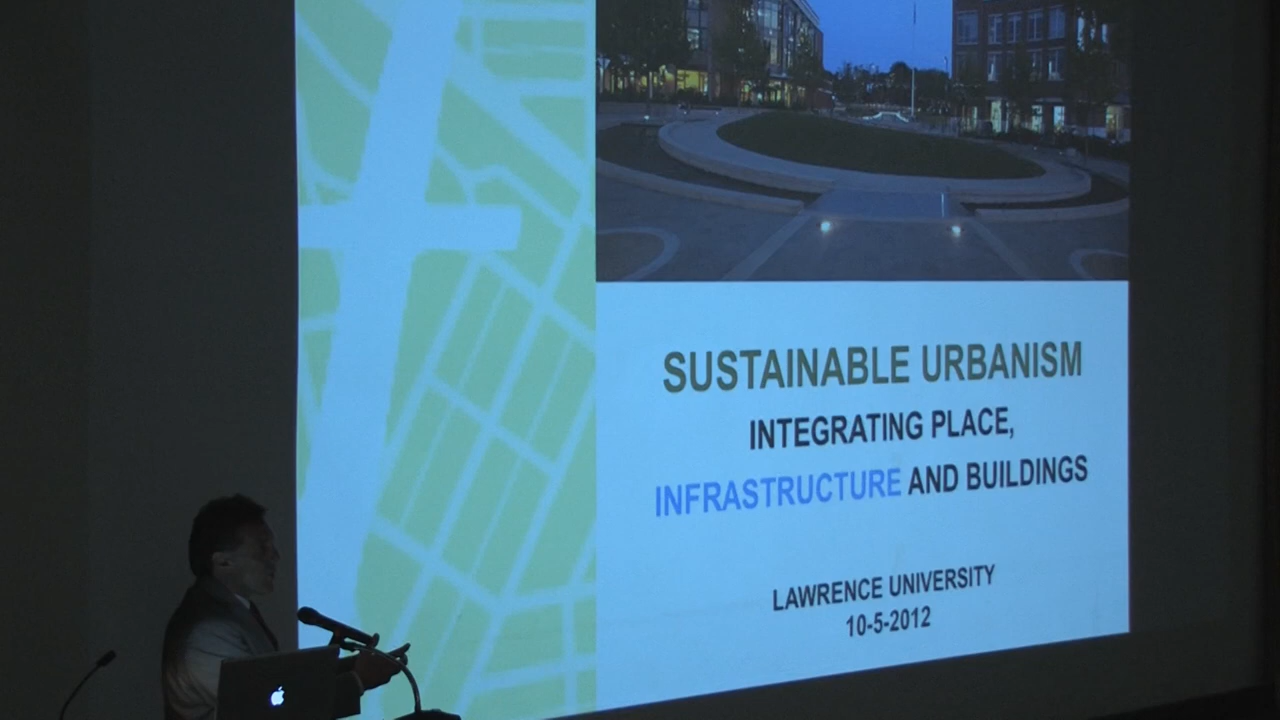 SUSTAINABLE URBANISM
INTEGRATING PLACE,
INFRASTRUCTURE AND BUILDINGS
LAWRENCE UNIVERSITY
10-5-2012